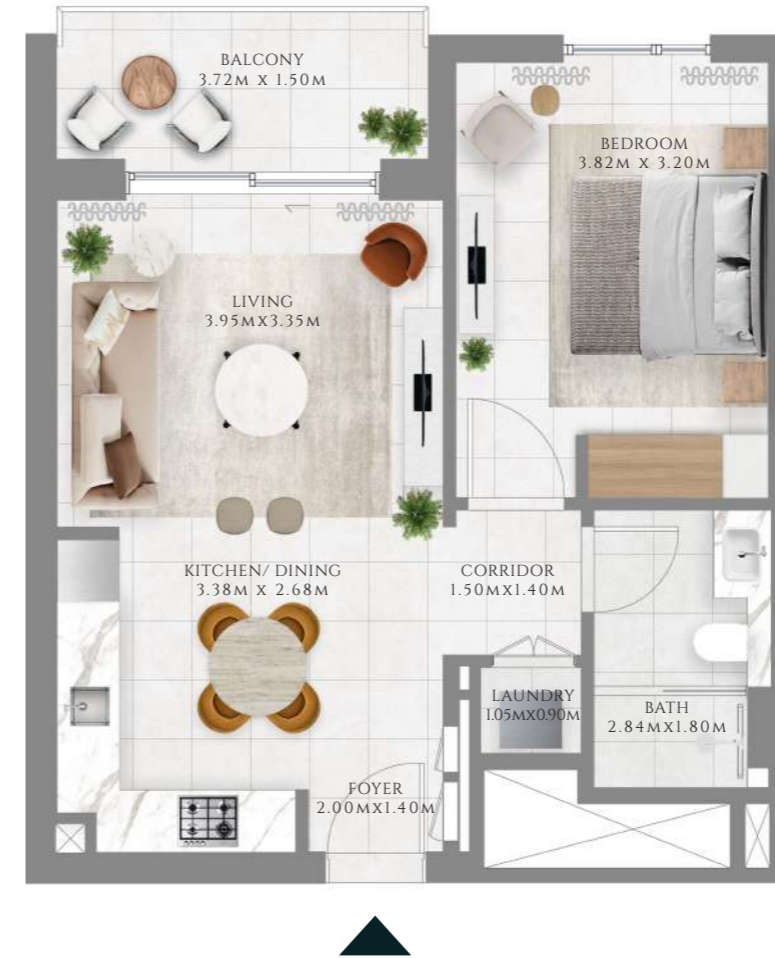 BALCONY
3.72M X 1.50M
BEDROOM
3.82M X 3.20M
LIVING
3.95MX3.35M
KITCHEN/ DINING
3.38M X 2.68M
CORRIDOR
1.50MX1.40M
LAUNDRY
1.05MX0.90M
BATH
2.84MX1.80M
FOYER
2.00MX1.40M